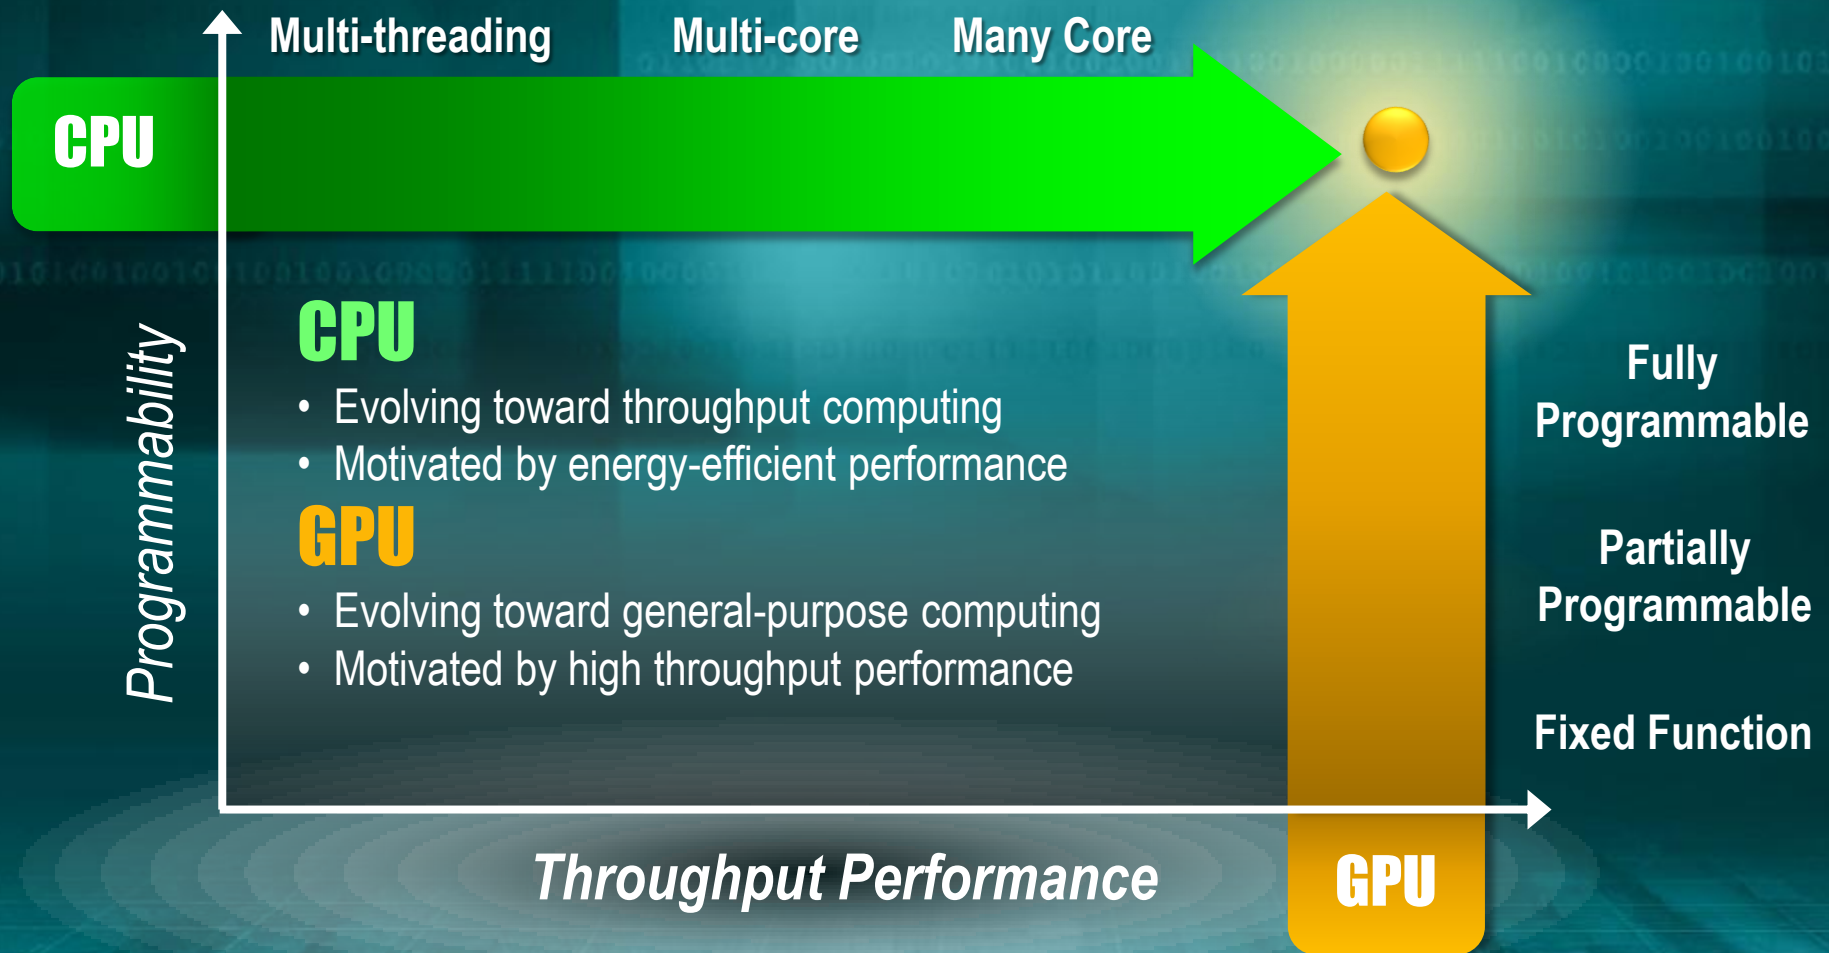 Multi-threading Multi-core Many Core
CPU
CPU
• Evolving toward throughput computing
• Motivated by energy-efficient performance
GPU
• Evolving toward general-purpose computing
• Motivated by high throughput performance
Programmability
Fully
Programmable
Partially
Programmable
Fixed Function
Throughput Performance
GPU